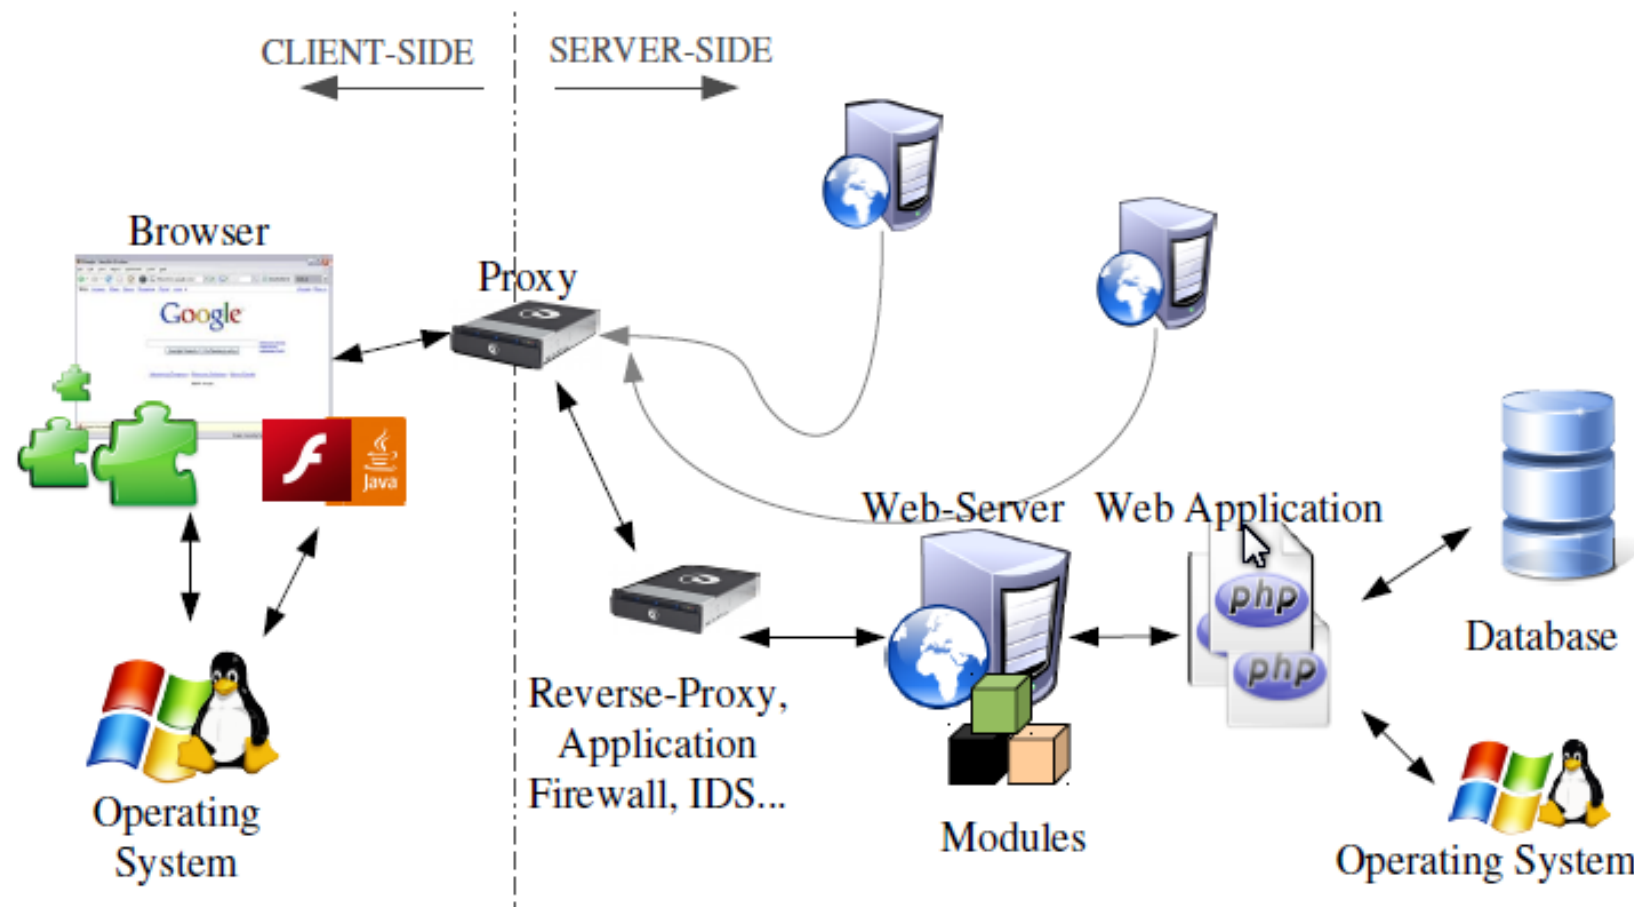 CLIENT-SIDE
SERVER-SIDE
Browser
Google
Proxy
Java
Web-Server
Web Application
php
php
Database
Reverse-Proxy,
Application
Firewall, IDS...
Operating
System
Modules
Operating System